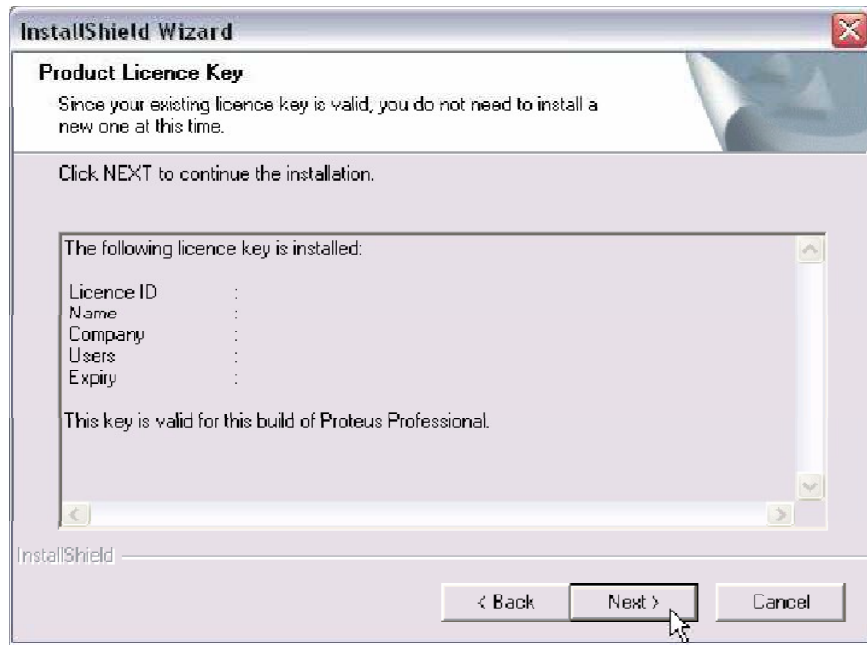 InstallShield Wizard
Product Licence Key
Since your existing licence key is valid, you do not need to install a
new one at this time.
Click NEXT to continue the installation.
The following licence key is installed:
Licence ID :
Name :
Company :
Users :
Expiry :
This key is valid for this build of Proteus Professional.
InstallShield
< Back Next > Cancel